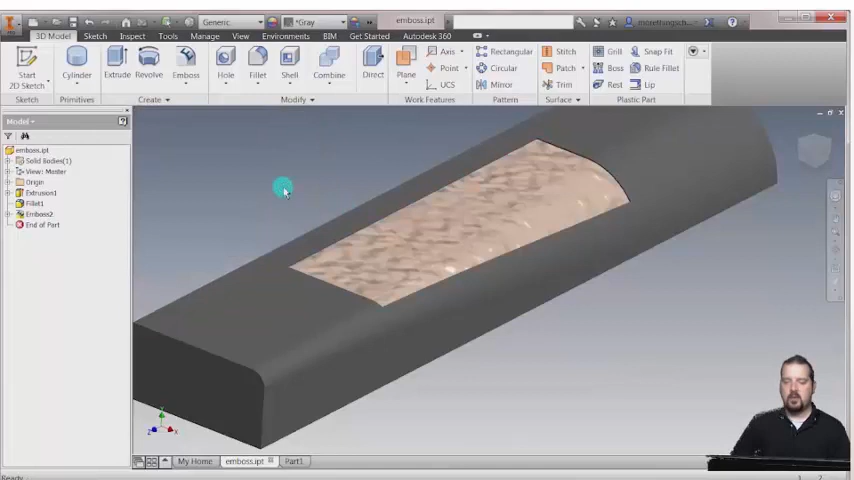 Generic
*Gray
emboss.ipt
3D Model Sketch Inspect Tools Manage View Environments BIM Get Started Autodesk 360
Start
2D Sketch
Sketch
Cylinder
Primitives
Extrude Revolve Emboss
Create
Hole Fillet Shell Combine
Modify
Direct
Plane
Axis
Point
UCS
Work Features
Rectangular
Circular
Mirror
Pattern
Stitch
Patch
Trim
Surface
Grill Snap Fit
Boss Rule Fillet
Rest Lip
Plastic Part
Model
emboss.ipt
Solid Bodies(1)
View: Master
Origin
Extrusion1
Fillet1
Emboss2
End of Part
My Home emboss.ipt Part1
Ready